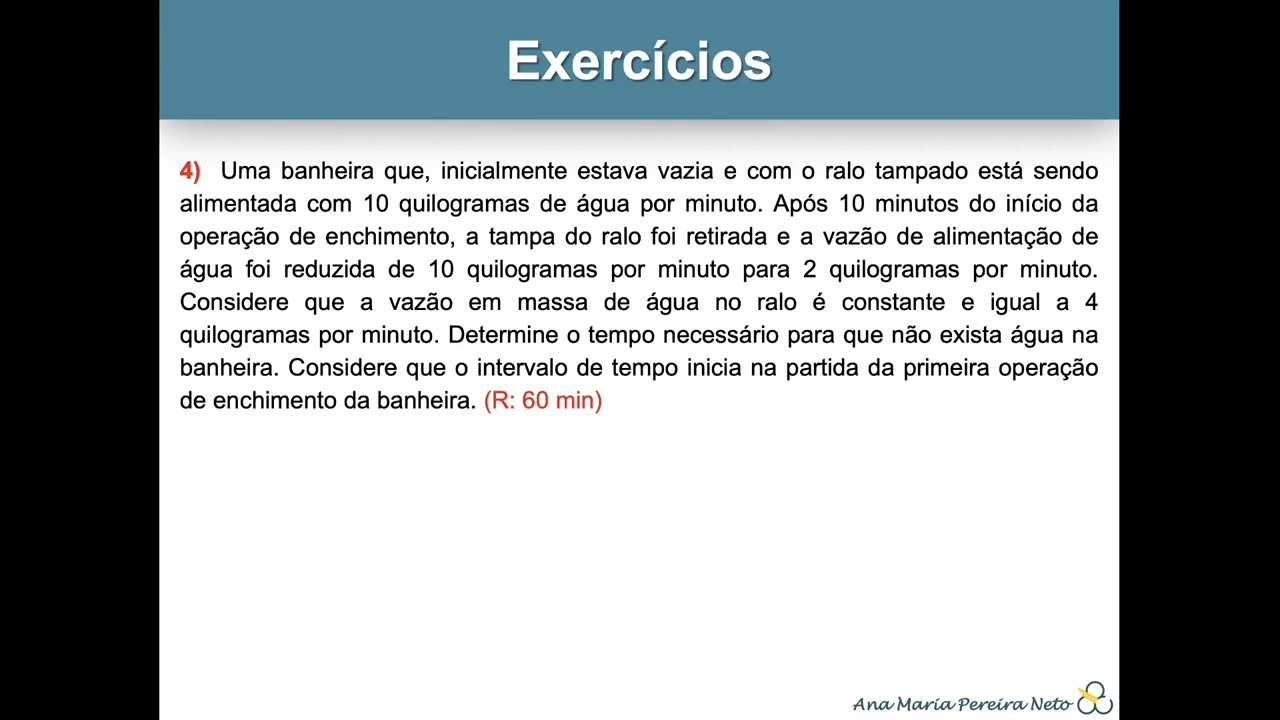 Exercícios
4) Uma banheira que, inicialmente estava vazia e com o ralo tampado está sendo
alimentada com 10 quilogramas de água por minuto. Após 10 minutos do início da
operação de enchimento, a tampa do ralo foi retirada e a vazão de alimentação de
água foi reduzida de 10 quilogramas por minuto para 2 quilogramas por minuto.
Considere que a vazão em massa de água no ralo é constante e igual a 4
quilogramas por minuto. Determine o tempo necessário para que não exista água na
banheira. Considere que o intervalo de tempo inicia na partida da primeira operação
de enchimento da banheira. (R: 60 min)
Ana Maria Pereira Neto